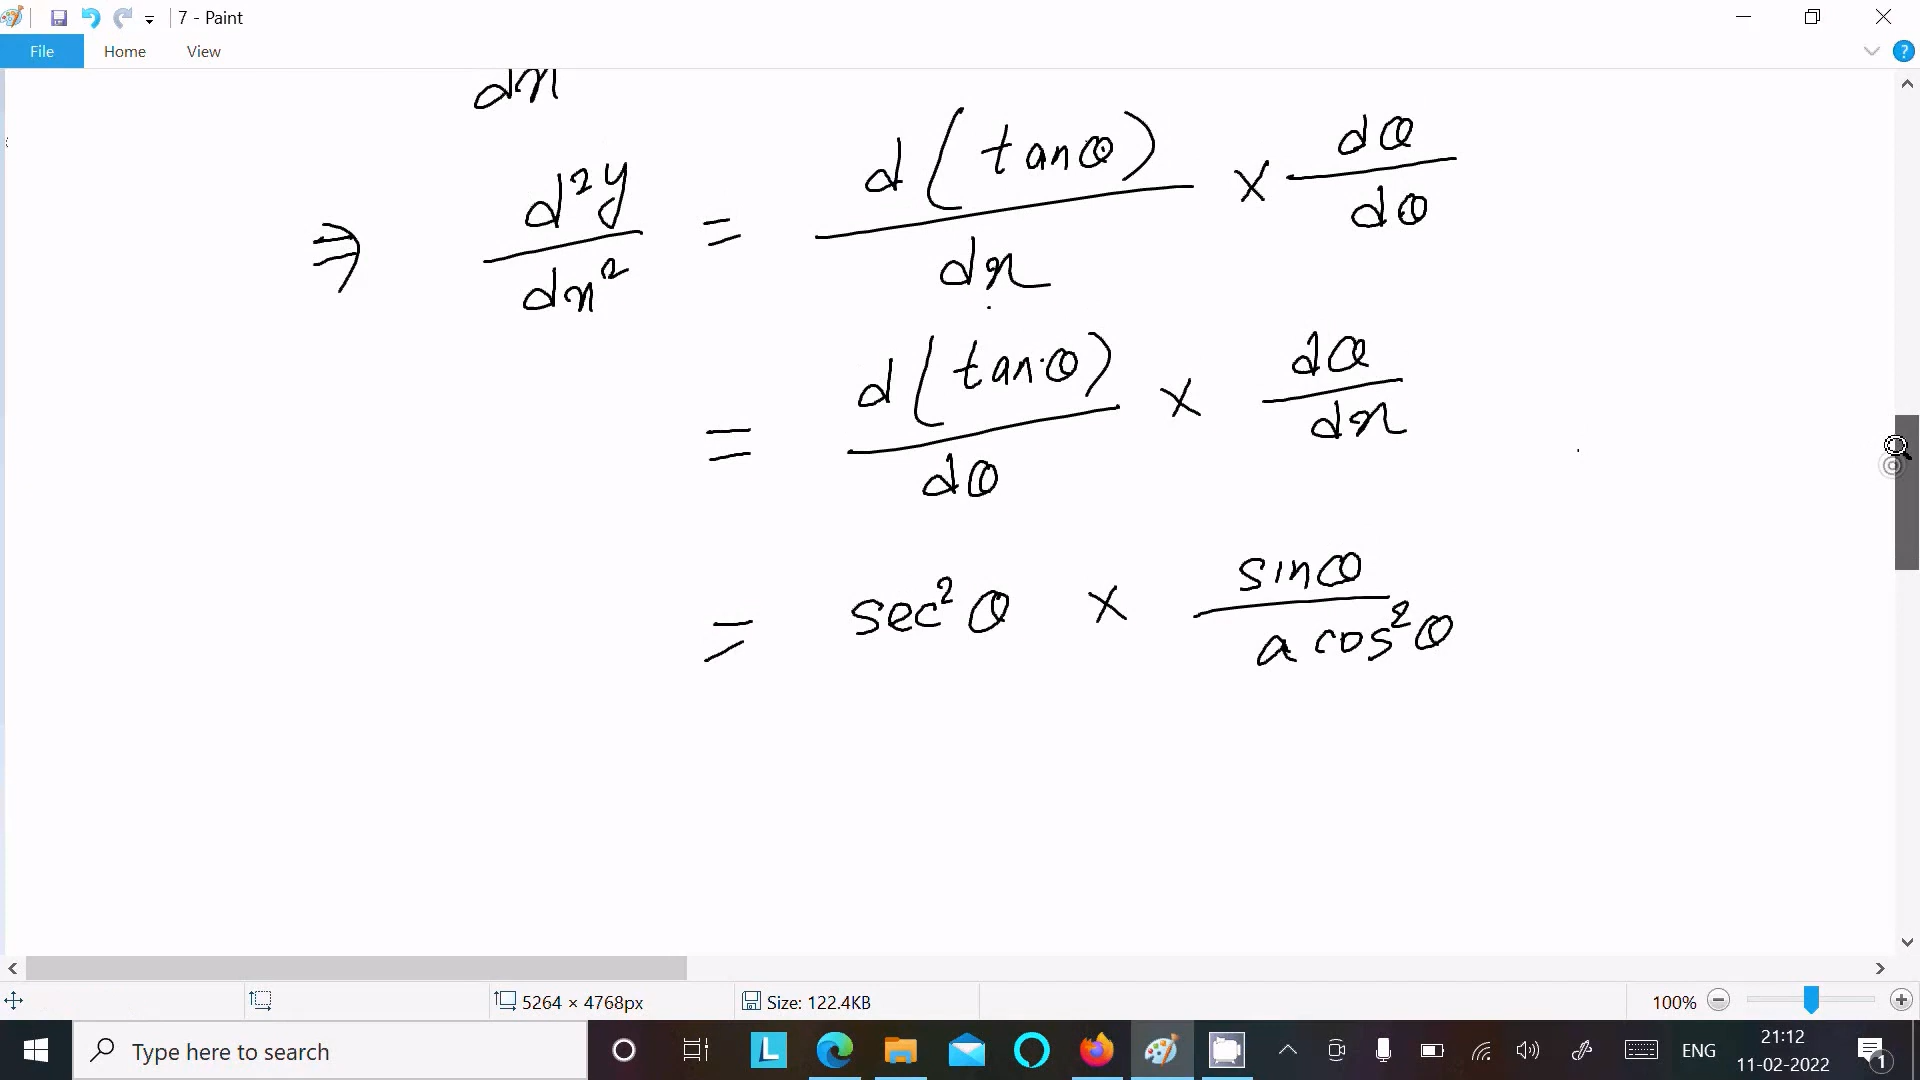 7 - Paint
File Home View
dx
⇒ d²y/dx² = d(tanθ)/dx × dθ/dθ
= d(tanθ)/dθ × dθ/dx
= sec²θ × sinθ/a cos²θ
5264 × 4768px Size: 122.4KB 100%
Type here to search
ENG
21:12
11-02-2022
1